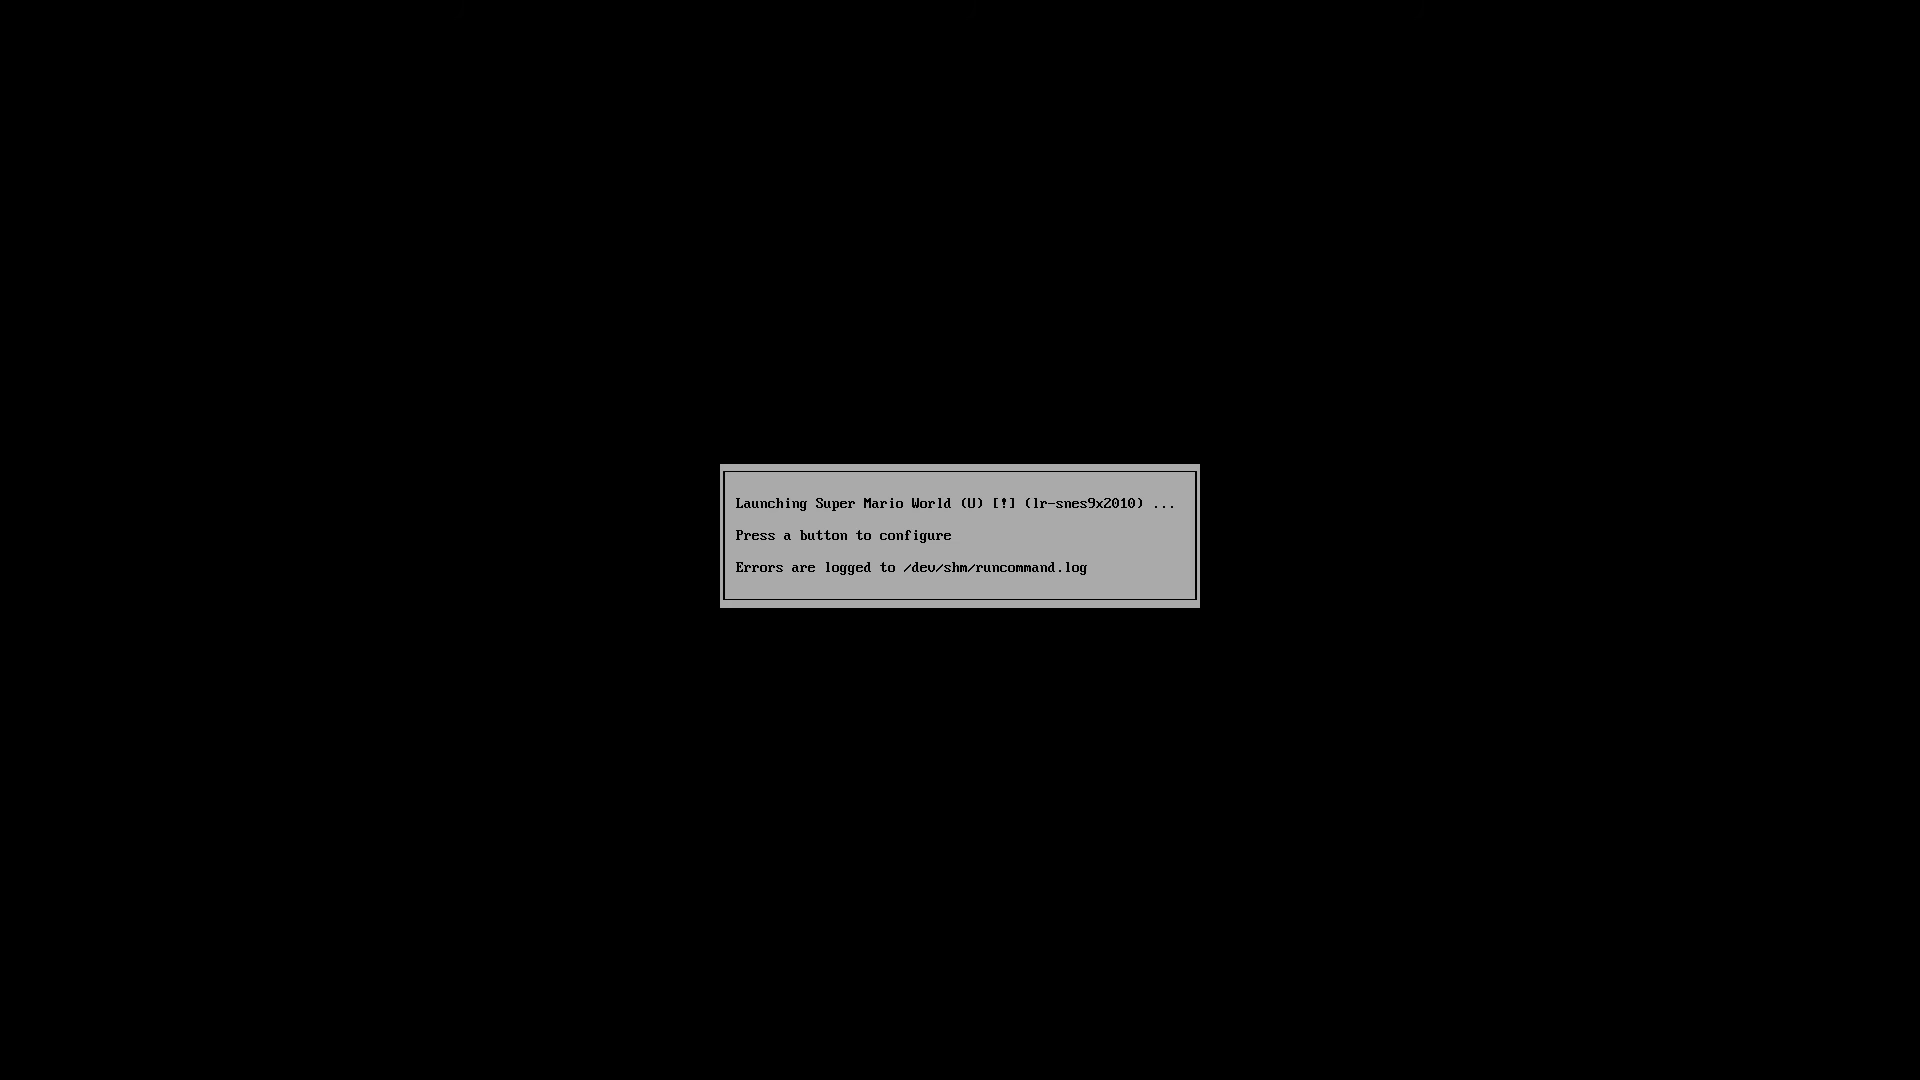 Launching Super Mario World (U) [!] (lr-snes9x2010) ...
Press a button to configure
Errors are logged to /dev/shm/runcommand.log